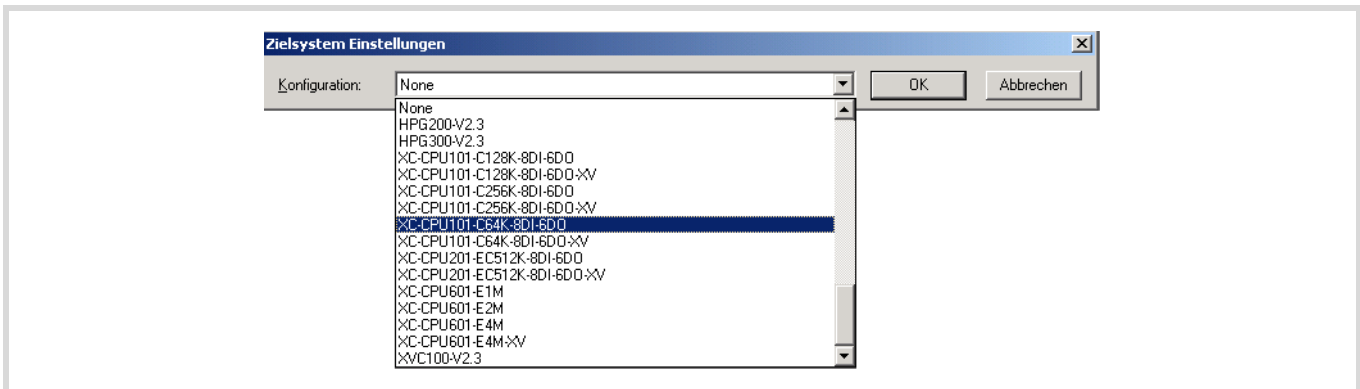 Zielsystem Einstellungen
Konfiguration: None OK Abbrechen
None
HPG200-V2.3
HPG300-V2.3
XC-CPU101-C128K-8DI-6DO
XC-CPU101-C128K-8DI-6DO-XV
XC-CPU101-C256K-8DI-6DO
XC-CPU101-C256K-8DI-6DO-XV
XC-CPU101-C64K-8DI-6DO
XC-CPU101-C64K-8DI-6DO-XV
XC-CPU201-EC512K-8DI-6DO
XC-CPU201-EC512K-8DI-6DO-XV
XC-CPU601-E1M
XC-CPU601-E2M
XC-CPU601-E4M
XC-CPU601-E4M-XV
XVC100-V2.3